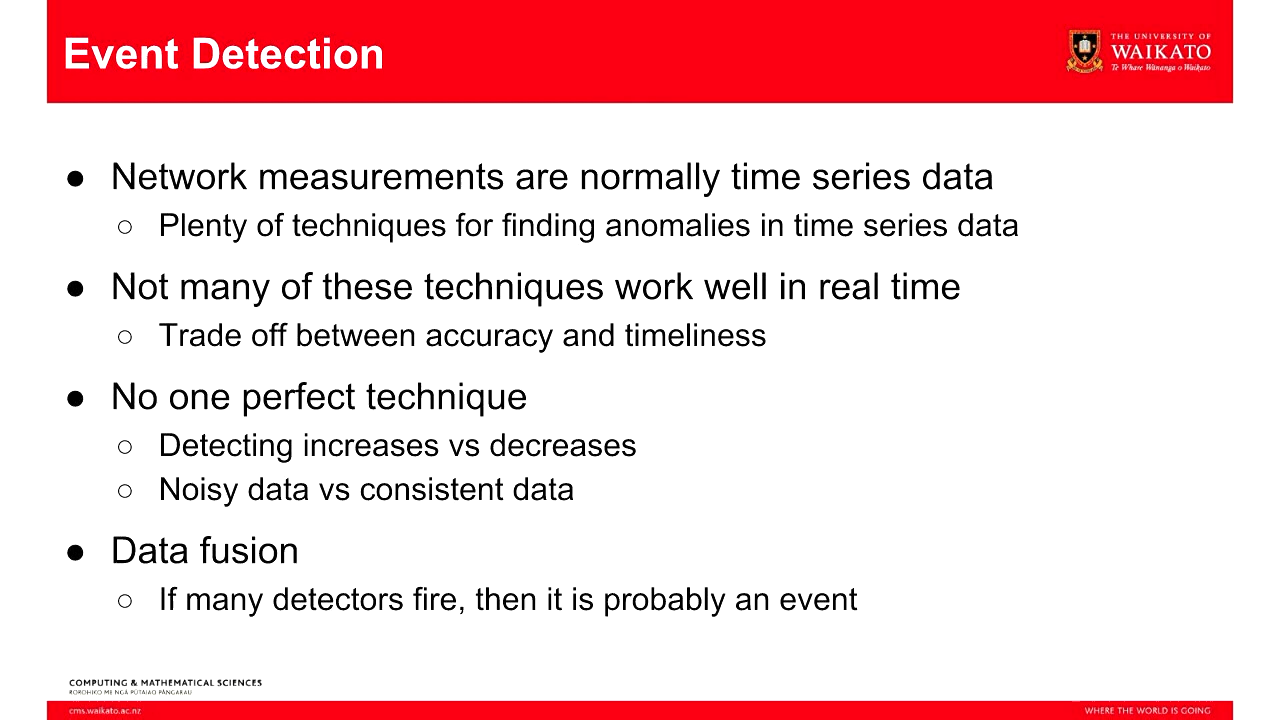 Event Detection
THE UNIVERSITY OF
WAIKATO
Te Whare Wānanga o Waikato
● Network measurements are normally time series data
○ Plenty of techniques for finding anomalies in time series data
● Not many of these techniques work well in real time
○ Trade off between accuracy and timeliness
● No one perfect technique
○ Detecting increases vs decreases
○ Noisy data vs consistent data
● Data fusion
○ If many detectors fire, then it is probably an event
COMPUTING & MATHEMATICAL SCIENCES
ROROHIKO ME NGĀ PŪTAIAO PĀNGARAU
cms.waikato.ac.nz
WHERE THE WORLD IS GOING